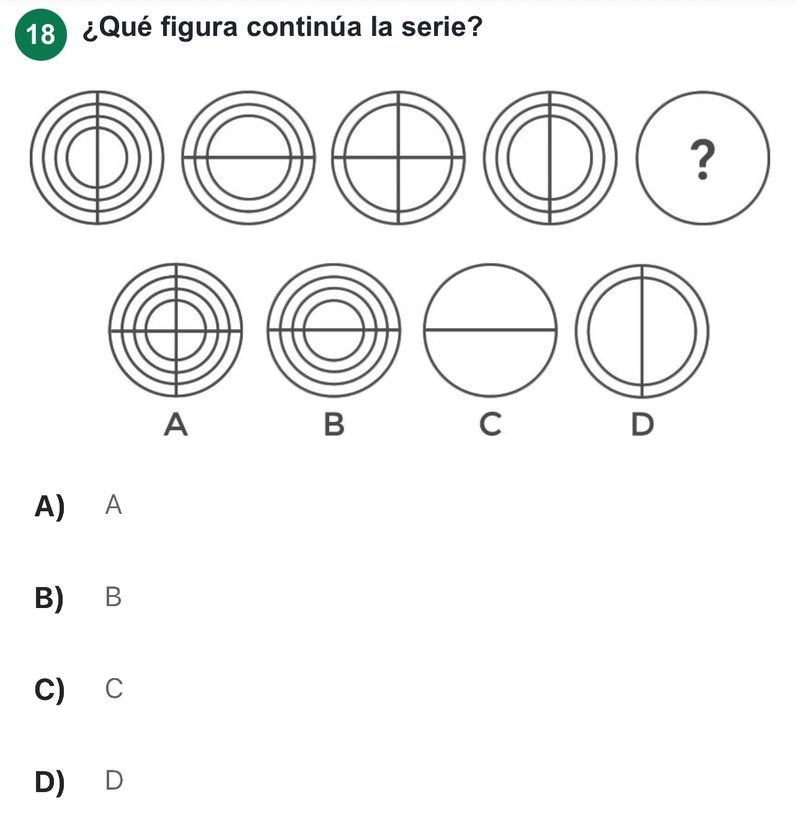 18 ¿Qué figura continúa la serie?
?
A B C D
A) A
B) B
C) C
D) D